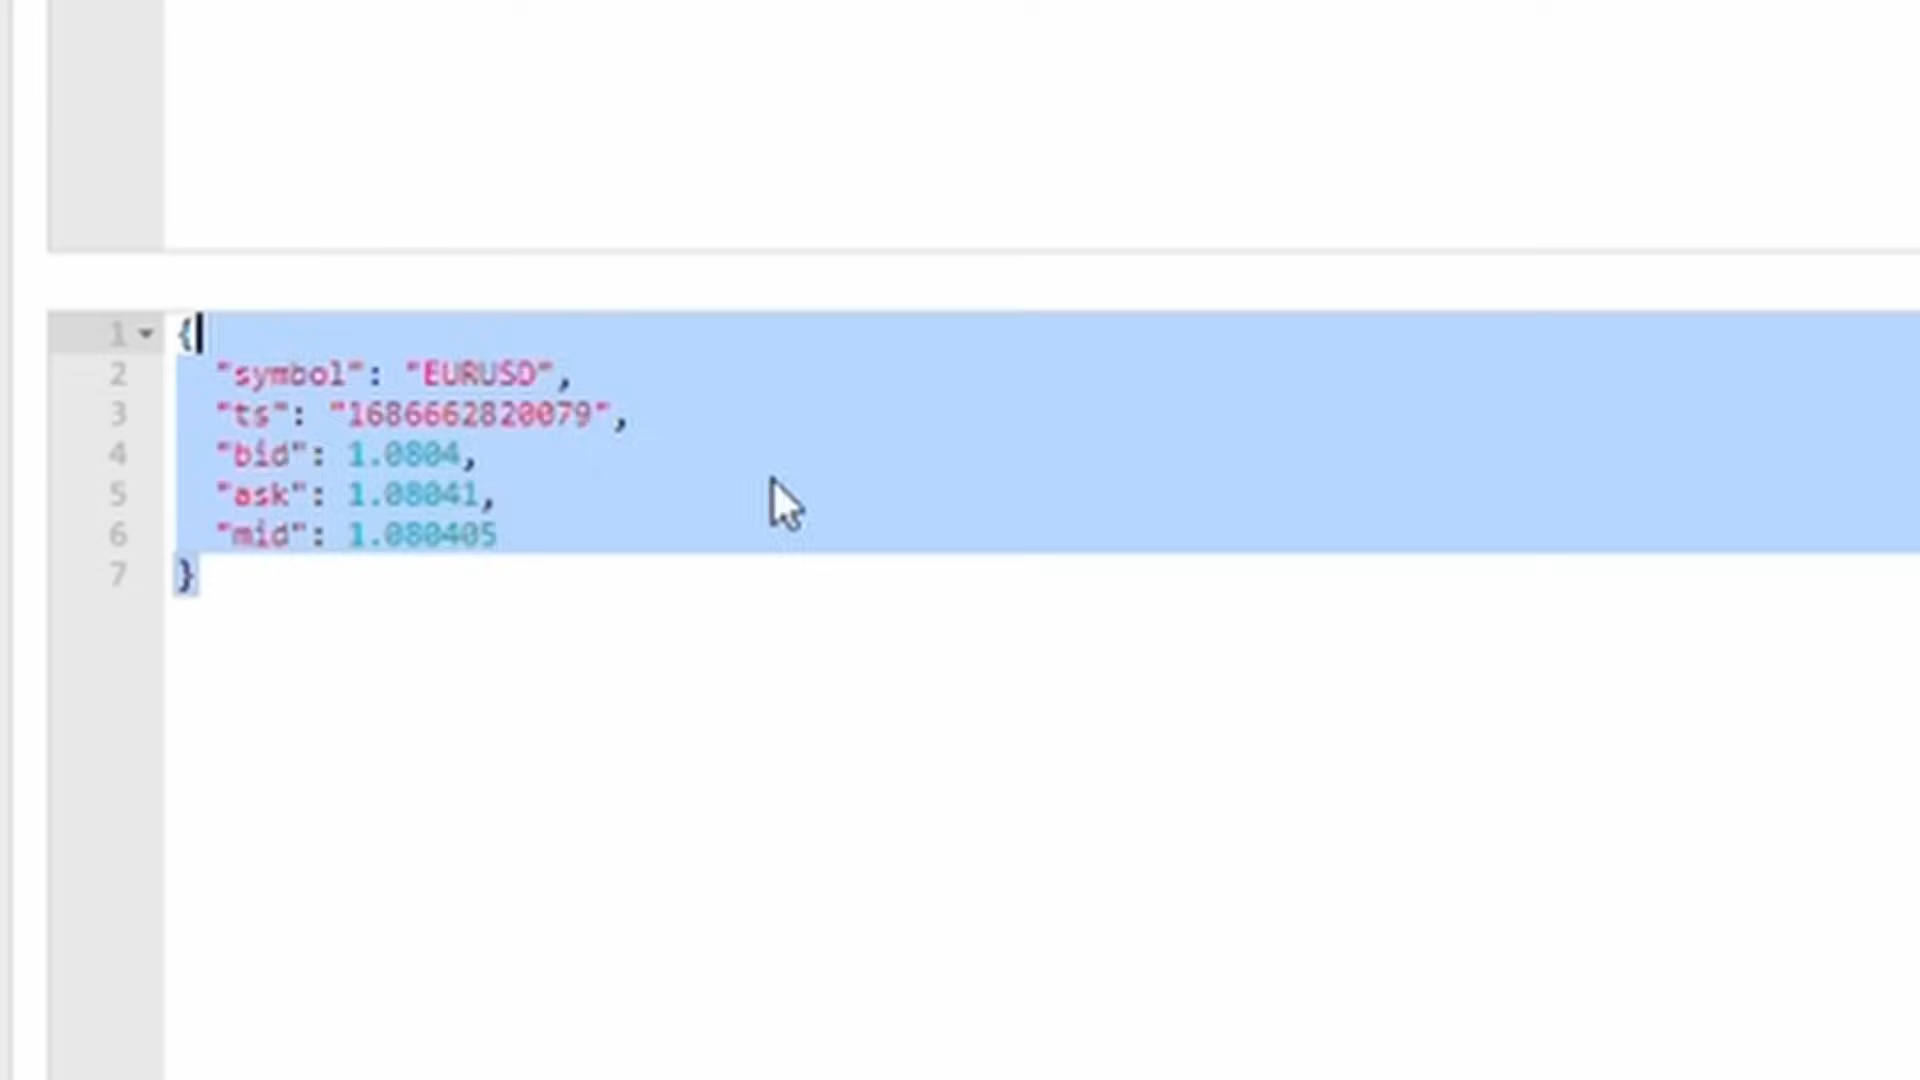 1 {
2 "symbol": "EURUSD",
3 "ts": "1686662820079",
4 "bid": 1.0804,
5 "ask": 1.08041,
6 "mid": 1.080405
7 }